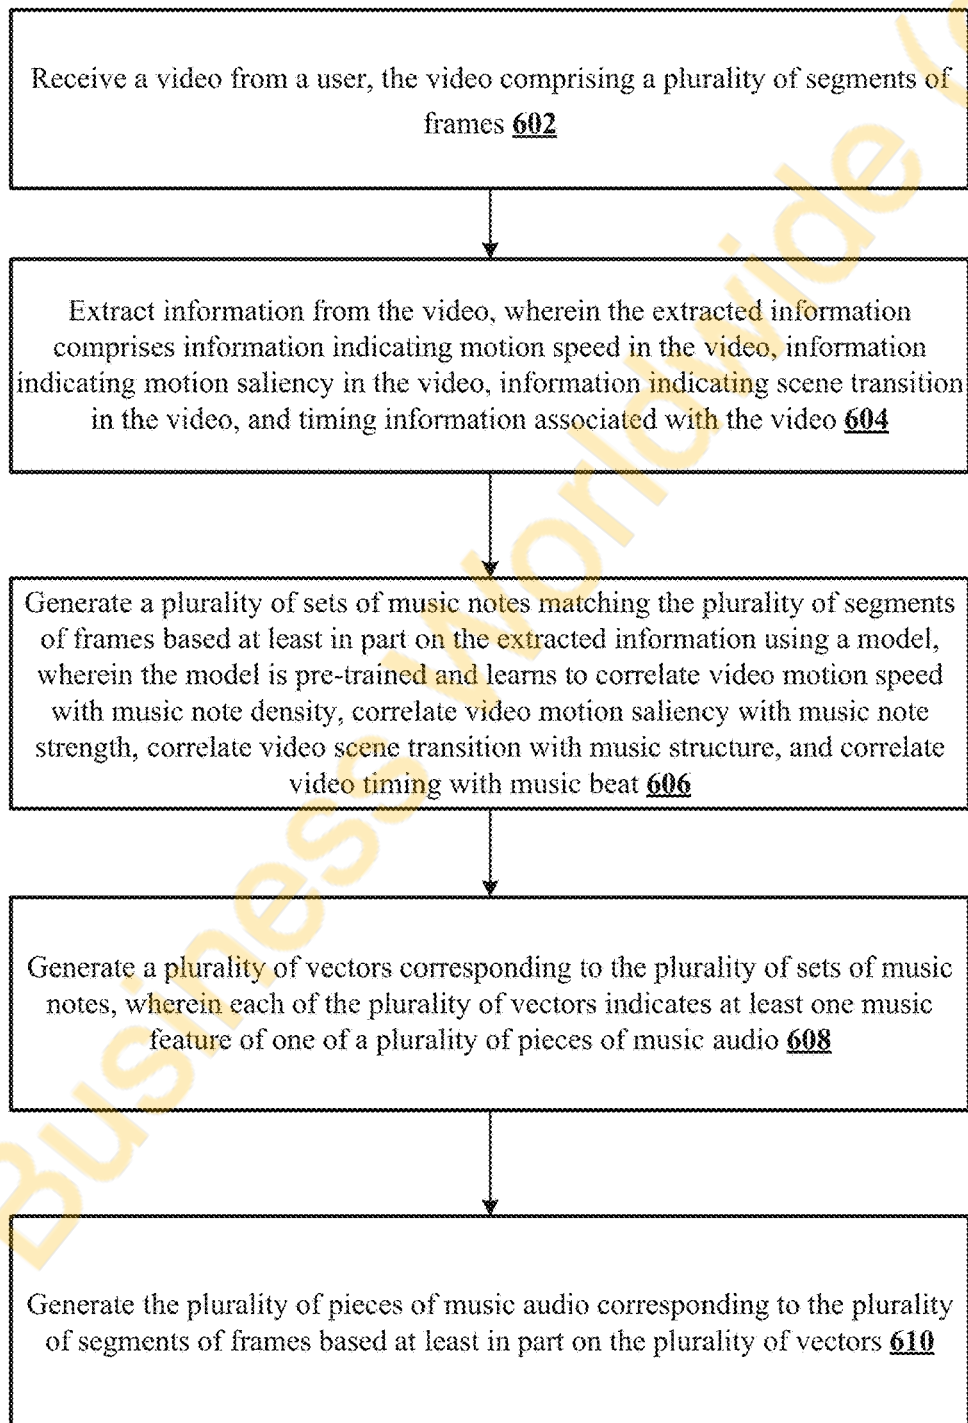 Receive a video from a user, the video comprising a plurality of segments of
frames 602
Extract information from the video, wherein the extracted information
comprises information indicating motion speed in the video, information
indicating motion saliency in the video, information indicating scene transition
in the video, and timing information associated with the video 604
Generate a plurality of sets of music notes matching the plurality of segments
of frames based at least in part on the extracted information using a model,
wherein the model is pre-trained and learns to correlate video motion speed
with music note density, correlate video motion saliency with music note
strength, correlate video scene transition with music structure, and correlate
video timing with music beat 606
Generate a plurality of vectors corresponding to the plurality of sets of music
notes, wherein each of the plurality of vectors indicates at least one music
feature of one of a plurality of pieces of music audio 608
Generate the plurality of pieces of music audio corresponding to the plurality
of segments of frames based at least in part on the plurality of vectors 610
Business Worldwide (